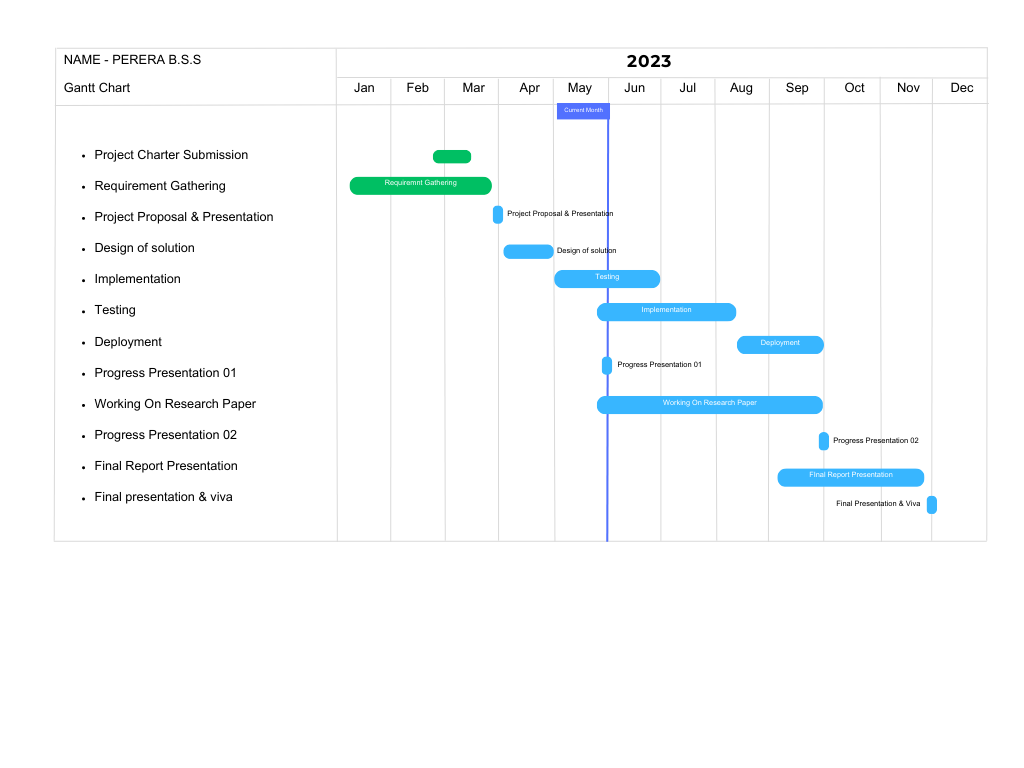 NAME - PERERA B.S.S
2023
Gantt Chart
Jan Feb Mar Apr May Jun Jul Aug Sep Oct Nov Dec
Current Month
• Project Charter Submission
• Requirement Gathering
Requiremnt Gathering
• Project Proposal & Presentation
Project Proposal & Presentation
• Design of solution
Design of solution
• Implementation
Testing
• Testing
Implementation
• Deployment
Deployment
• Progress Presentation 01
Progress Presentation 01
• Working On Research Paper
Working On Research Paper
• Progress Presentation 02
Progress Presentation 02
• Final Report Presentation
FInal Report Presentation
• Final presentation & viva
Final Presentation & Viva